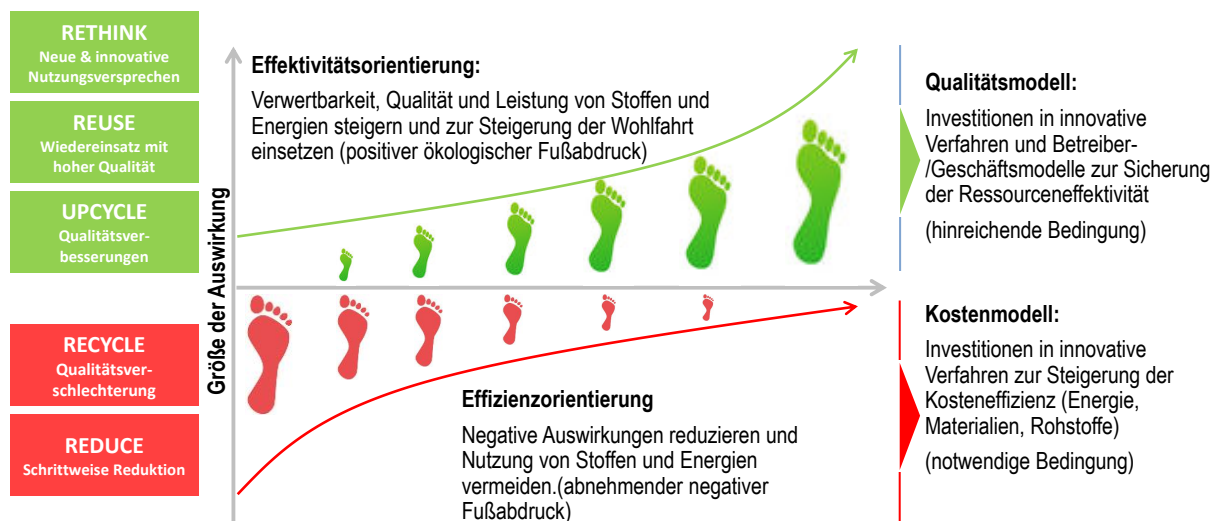 RETHINK
Neue & innovative
Nutzungsversprechen
REUSE
Wiedereinsatz mit
hoher Qualität
UPCYCLE
Qualitätsver-
besserungen
RECYCLE
Qualitätsver-
schlechterung
REDUCE
Schrittweise Reduktion
Größe der Auswirkung
Effektivitätsorientierung:
Verwertbarkeit, Qualität und Leistung von Stoffen und
Energien steigern und zur Steigerung der Wohlfahrt
einsetzen (positiver ökologischer Fußabdruck)
Effizienzorientierung
Negative Auswirkungen reduzieren und
Nutzung von Stoffen und Energien
vermeiden.(abnehmender negativer
Fußabdruck)
Qualitätsmodell:
Investitionen in innovative
Verfahren und Betreiber-
/Geschäftsmodelle zur Sicherung
der Ressourceneffektivität
(hinreichende Bedingung)
Kostenmodell:
Investitionen in innovative
Verfahren zur Steigerung der
Kosteneffizienz (Energie,
Materialien, Rohstoffe)
(notwendige Bedingung)